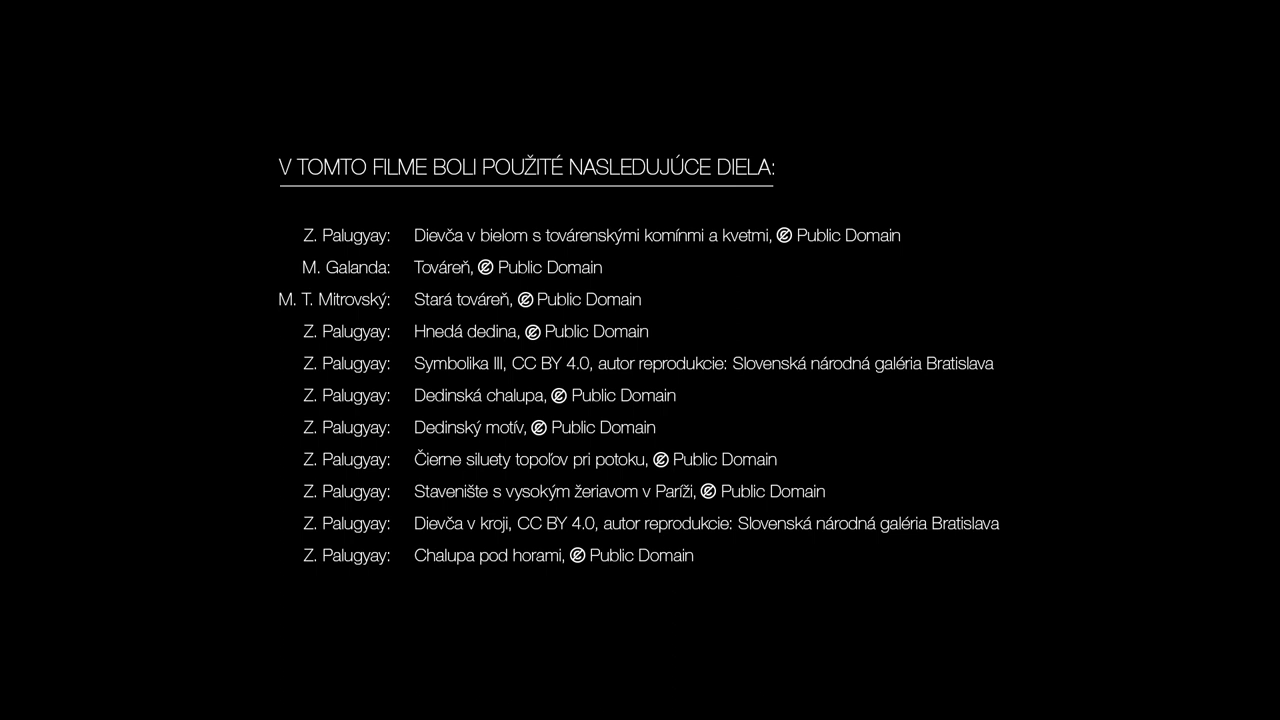 V TOMTO FILME BOLI POUŽITÉ NASLEDUJÚCE DIELA:
Z. Palugyay: Dievča v bielom s továrenskými komínmi a kvetmi, Public Domain
M. Galanda: Továreň, Public Domain
M. T. Mitrovský: Stará továreň, Public Domain
Z. Palugyay: Hnedá dedina, Public Domain
Z. Palugyay: Symbolika III, CC BY 4.0, autor reprodukcie: Slovenská národná galéria Bratislava
Z. Palugyay: Dedinská chalupa, Public Domain
Z. Palugyay: Dedinský motív, Public Domain
Z. Palugyay: Čierne siluety topoľov pri potoku, Public Domain
Z. Palugyay: Stavenište s vysokým žeriavom v Paríži, Public Domain
Z. Palugyay: Dievča v kroji, CC BY 4.0, autor reprodukcie: Slovenská národná galéria Bratislava
Z. Palugyay: Chalupa pod horami, Public Domain